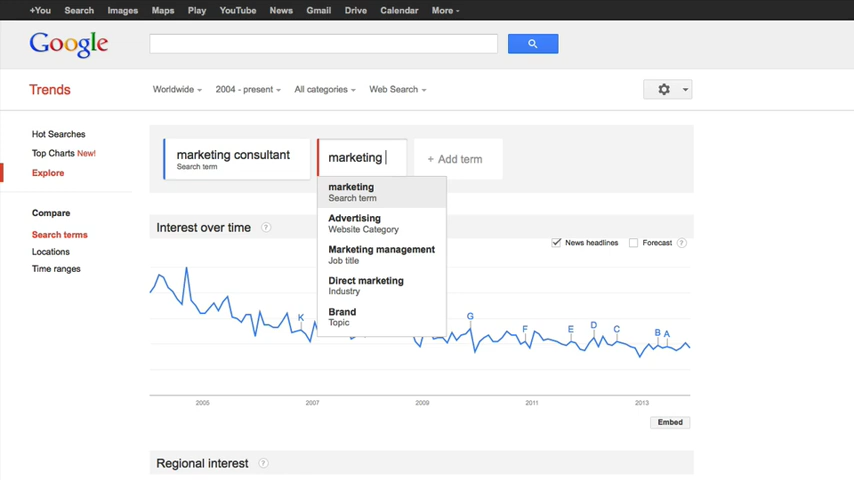 +You Search Images Maps Play YouTube News Gmail Drive Calendar More
Google
Trends
Worldwide 2004 - present All categories Web Search
Hot Searches
Top Charts New!
Explore
Compare
Search terms
Locations
Time ranges
marketing consultant
Search term
marketing
+ Add term
marketing
Search term
Advertising
Website Category
Marketing management
Job title
Direct marketing
Industry
Brand
Topic
Interest over time ?
News headlines Forecast ?
K G F E D C B A
2005 2007 2009 2011 2013
Embed
Regional interest ?